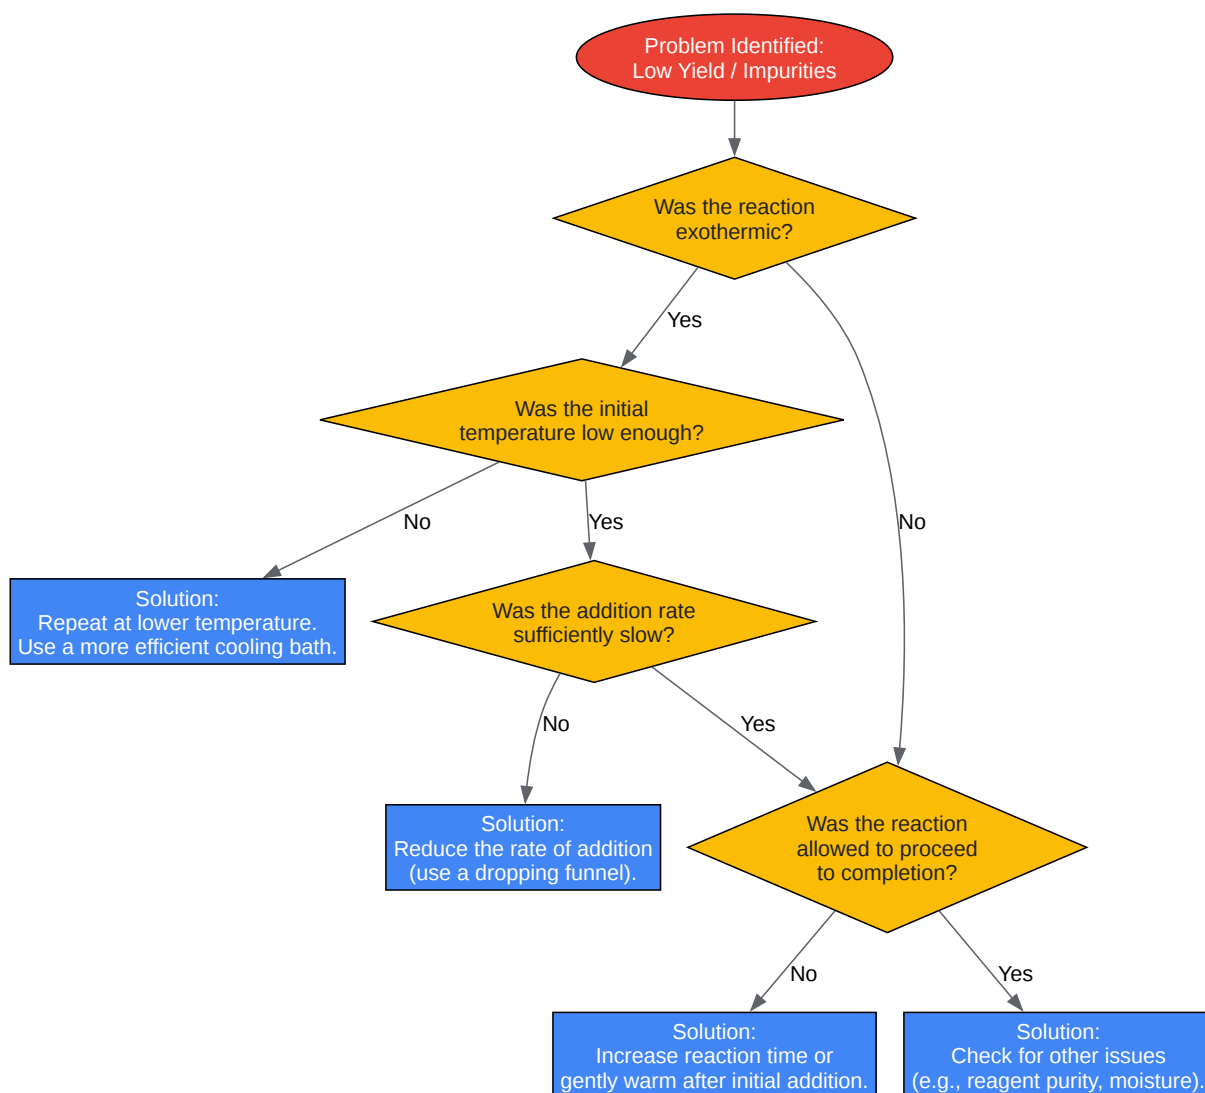 Problem Identified:
Low Yield / Impurities
Was the reaction
exothermic?
Yes
Was the initial
temperature low enough?
No
Yes
No
Solution:
Repeat at lower temperature.
Use a more efficient cooling bath.
Was the addition rate
sufficiently slow?
No
Yes
Solution:
Reduce the rate of addition
(use a dropping funnel).
Was the reaction
allowed to proceed
to completion?
No
Yes
Solution:
Increase reaction time or
gently warm after initial addition.
Solution:
Check for other issues
(e.g., reagent purity, moisture).